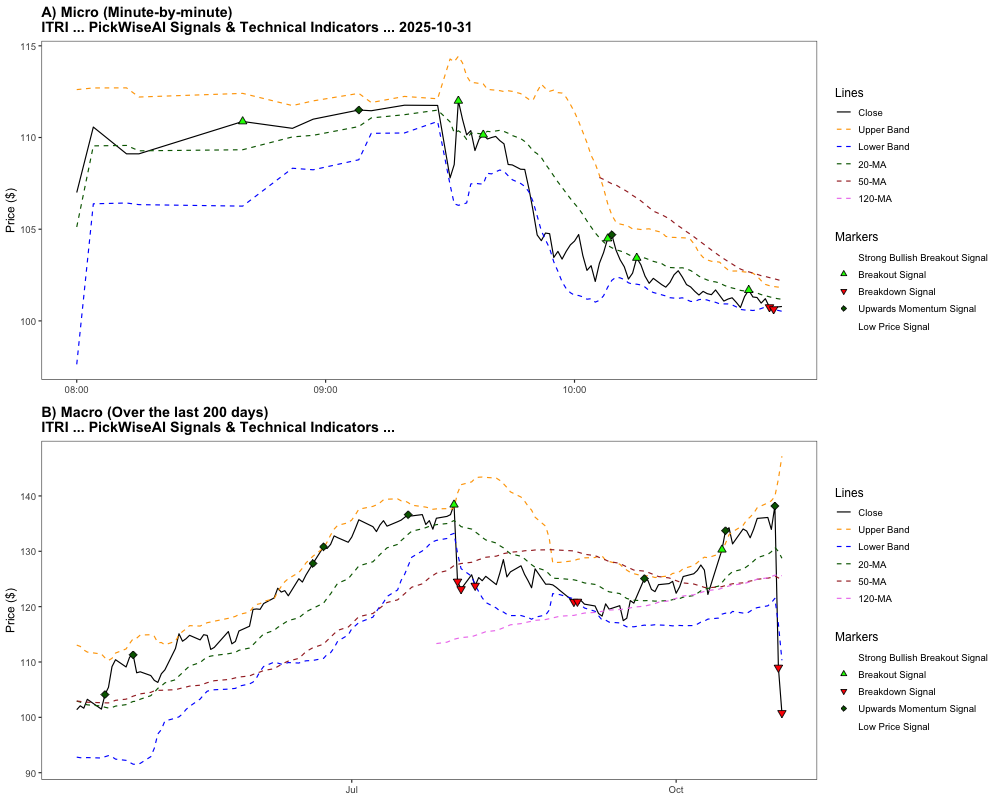 A) Micro (Minute-by-minute)
ITRI ... PickWiseAI Signals & Technical Indicators ... 2025-10-31
115
110
105
100
Price ($)
08:00
09:00
10:00
Lines
Close
Upper Band
Lower Band
20-MA
50-MA
120-MA
Markers
Strong Bullish Breakout Signal
Breakout Signal
Breakdown Signal
Upwards Momentum Signal
Low Price Signal
B) Macro (Over the last 200 days)
ITRI ... PickWiseAI Signals & Technical Indicators ...
140
130
120
110
100
90
Price ($)
Jul
Oct
Lines
Close
Upper Band
Lower Band
20-MA
50-MA
120-MA
Markers
Strong Bullish Breakout Signal
Breakout Signal
Breakdown Signal
Upwards Momentum Signal
Low Price Signal